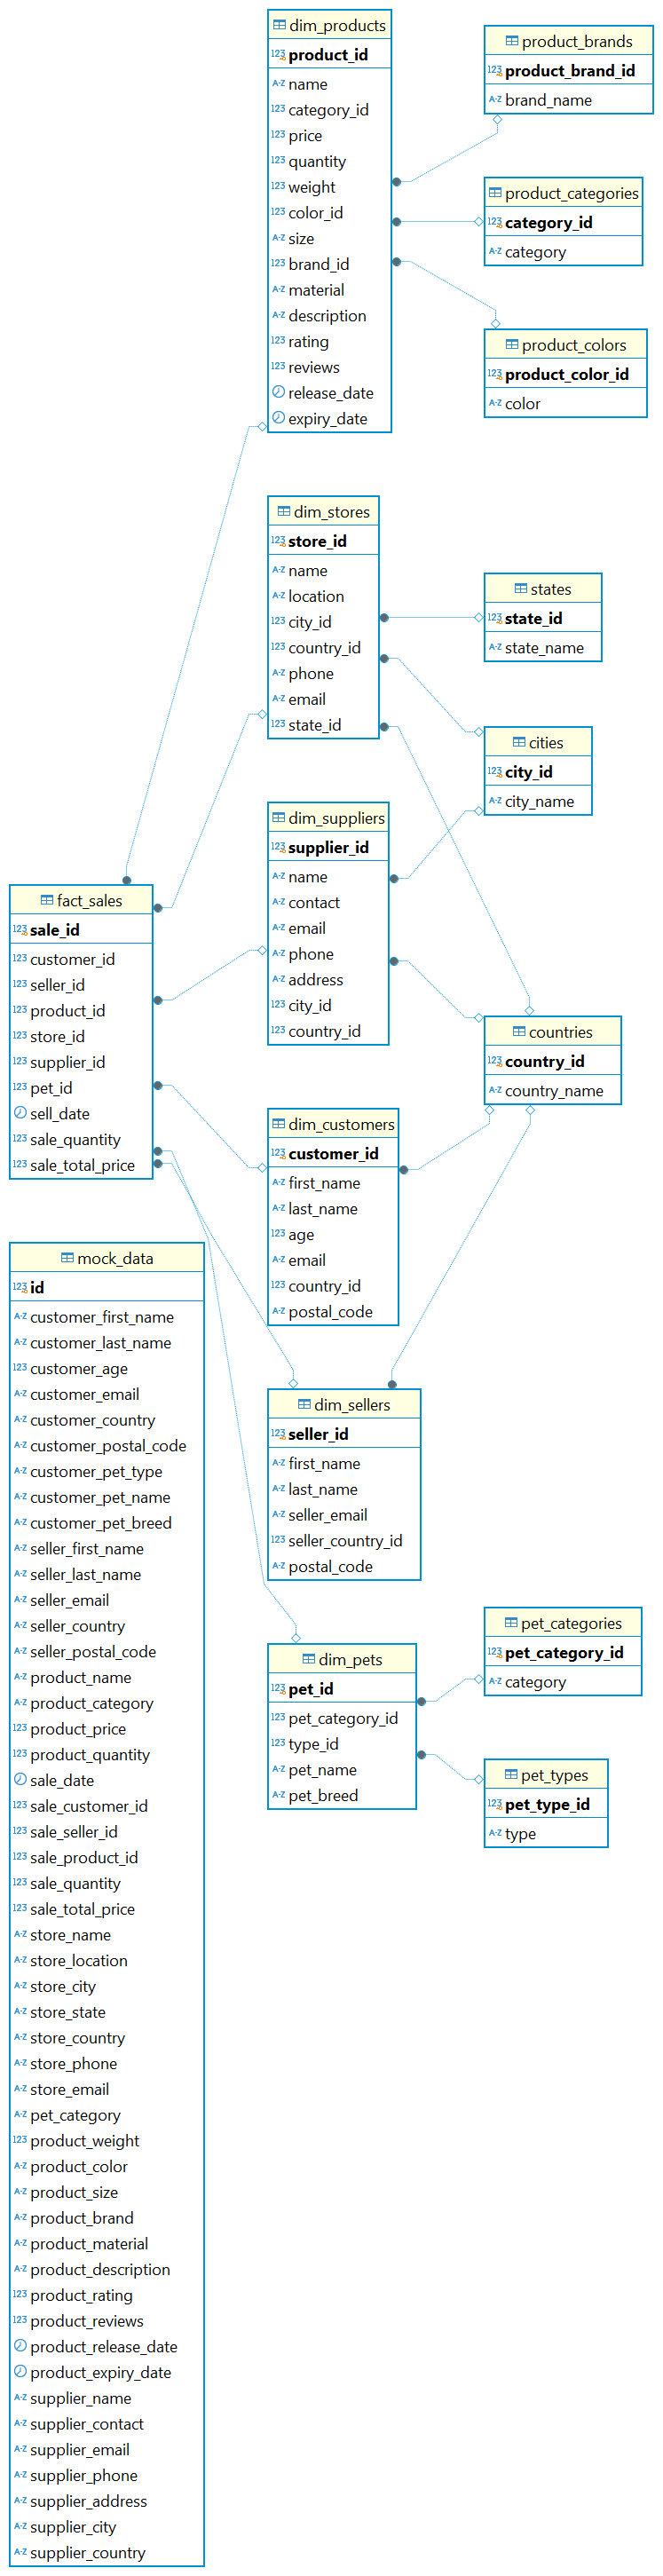 dim_products
product_id
name
category_id
price
quantity
weight
color_id
size
brand_id
material
description
rating
reviews
release_date
expiry_date
product_brands
product_brand_id
brand_name
product_categories
category_id
category
product_colors
product_color_id
color
dim_stores
store_id
name
location
city_id
country_id
phone
email
state_id
states
state_id
state_name
cities
city_id
city_name
dim_suppliers
supplier_id
name
contact
email
phone
address
city_id
country_id
fact_sales
sale_id
customer_id
seller_id
product_id
store_id
supplier_id
pet_id
sell_date
sale_quantity
sale_total_price
countries
country_id
country_name
dim_customers
customer_id
first_name
last_name
age
email
country_id
postal_code
mock_data
id
customer_first_name
customer_last_name
customer_age
customer_email
customer_country
customer_postal_code
customer_pet_type
customer_pet_name
customer_pet_breed
seller_first_name
seller_last_name
seller_email
seller_country
seller_postal_code
product_name
product_category
product_price
product_quantity
sale_date
sale_customer_id
sale_seller_id
sale_product_id
sale_quantity
sale_total_price
store_name
store_location
store_city
store_state
store_country
store_phone
store_email
pet_category
product_weight
product_color
product_size
product_brand
product_material
product_description
product_rating
product_reviews
product_release_date
product_expiry_date
supplier_name
supplier_contact
supplier_email
supplier_phone
supplier_address
supplier_city
supplier_country
dim_sellers
seller_id
first_name
last_name
seller_email
seller_country_id
postal_code
dim_pets
pet_id
pet_category_id
type_id
pet_name
pet_breed
pet_categories
pet_category_id
category
pet_types
pet_type_id
type